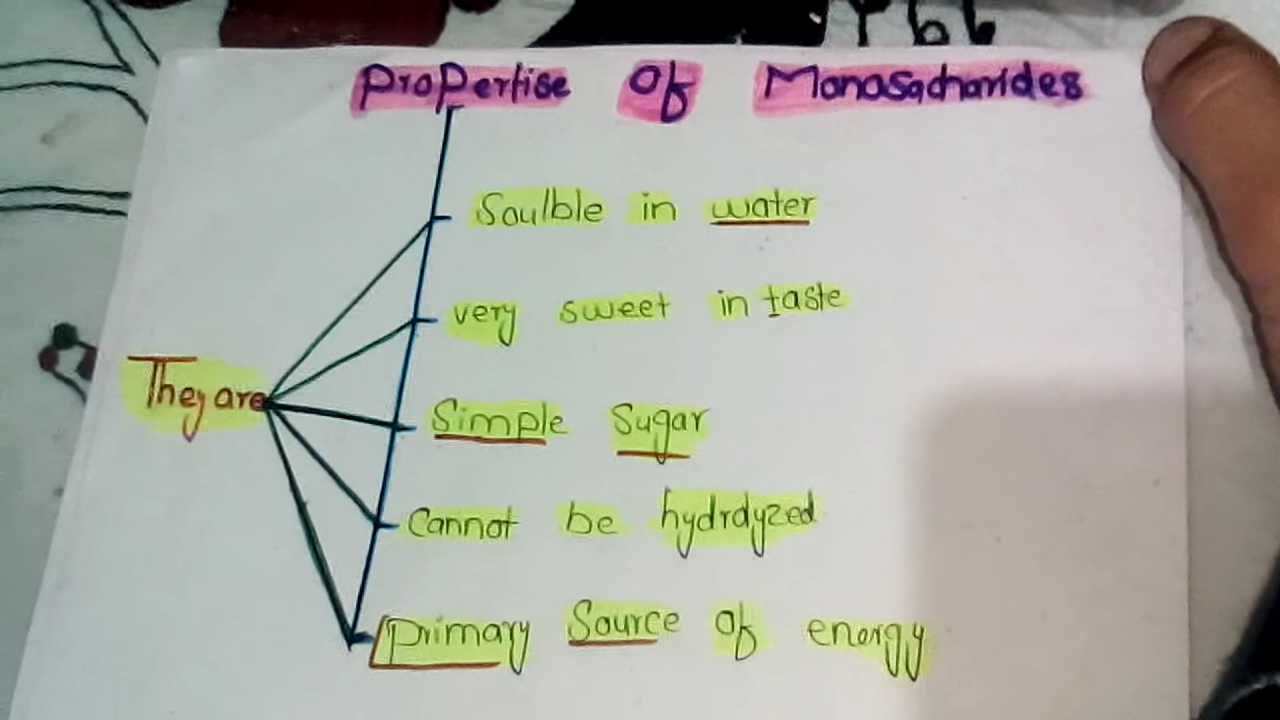 Propertise Of Monosacharides
Soulble in water
very sweet in taste
They are
Simple Sugar
Cannot be hydrdyzed
Primary Source of energy